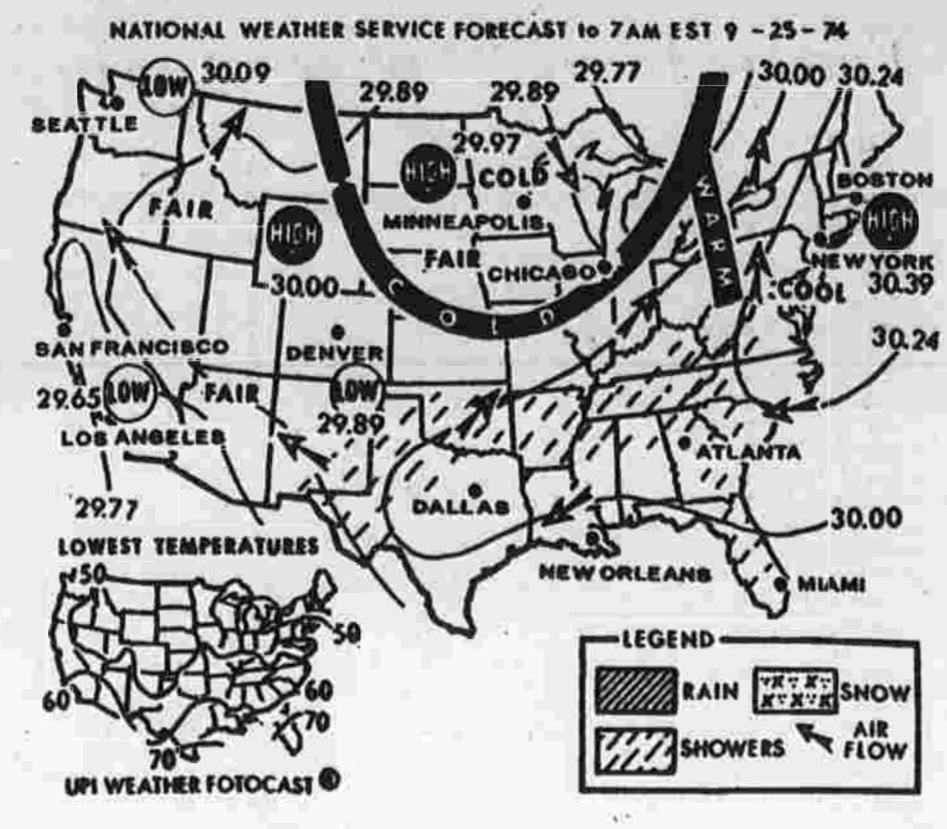 NATIONAL WEATHER SERVICE FORECAST to 7AM EST 9 -25-74
LOW 30.09
29.89
29.89
29.77
30.00 30.24
SEATTLE
29.97
HIGH
COLD
WARM
BOSTON
FAIR
HIGH
MINNEAPOLIS
HIGH
FAIR
CHICAGO
NEW YORK
30.00
COLD
COOL
30.39
SAN FRANCISCO
DENVER
30.24
29.65
LOW
FAIR
LOW
29.89
LOS ANGELES
ATLANTA
29.77
DALLAS
30.00
LOWEST TEMPERATURES
NEW ORLEANS
MIAMI
50
50
60
60
70
70
UPI WEATHER FOTOCAST ®
LEGEND
RAIN
SNOW
SHOWERS
AIR
FLOW